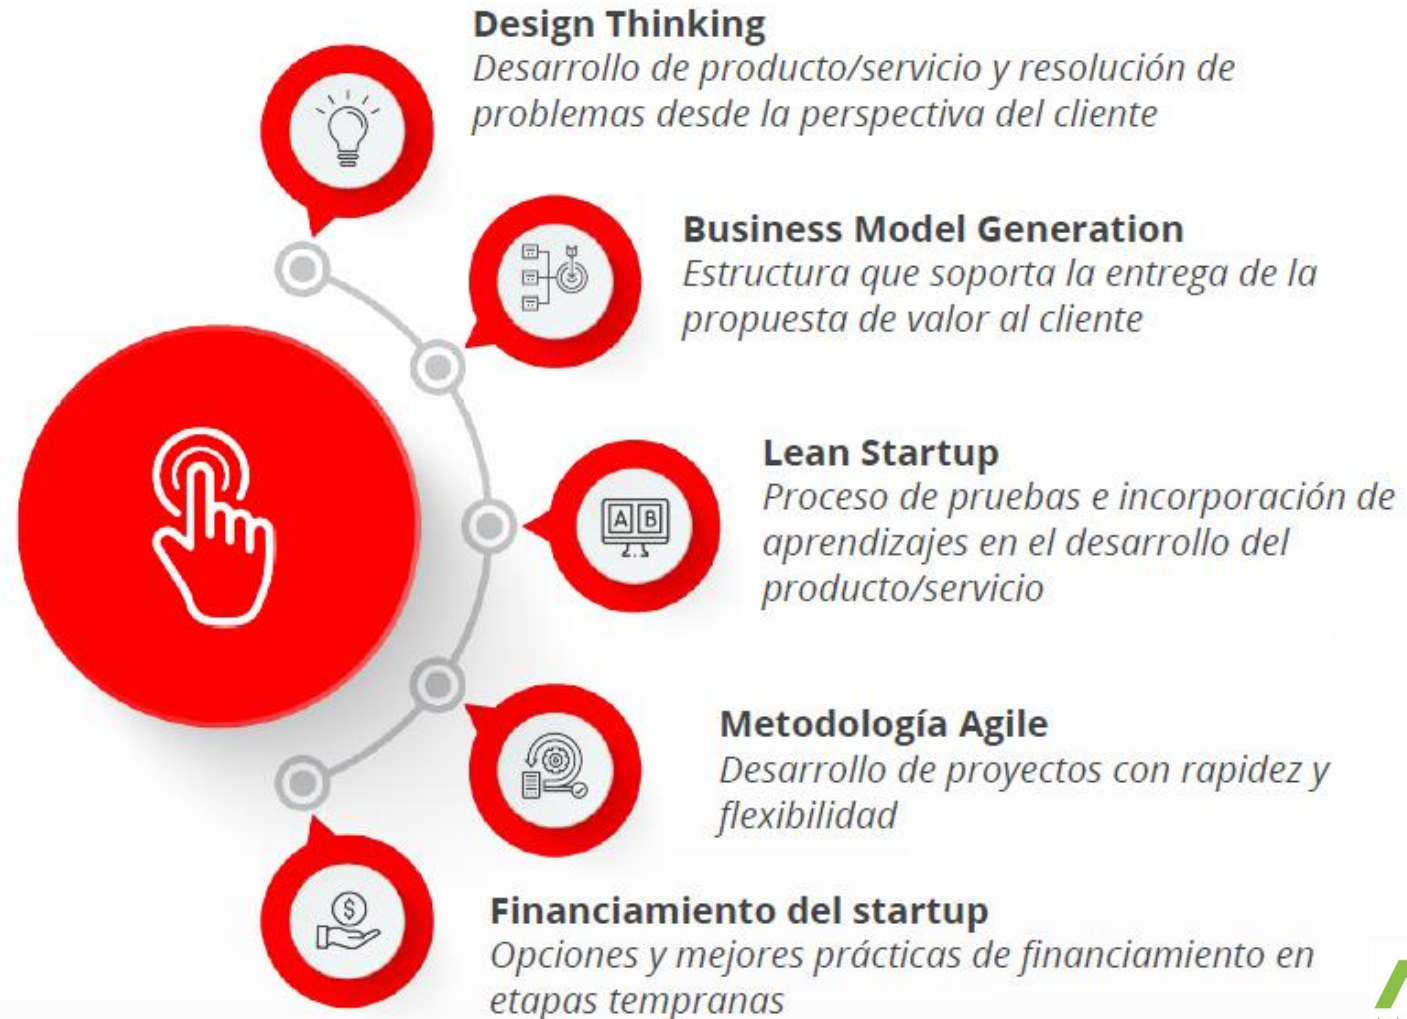 Design Thinking
Desarrollo de producto/servicio y resolución de
problemas desde la perspectiva del cliente
Business Model Generation
Estructura que soporta la entrega de la
propuesta de valor al cliente
Lean Startup
Proceso de pruebas e incorporación de
aprendizajes en el desarrollo del
producto/servicio
A B
Metodología Agile
Desarrollo de proyectos con rapidez y
flexibilidad
Financiamiento del startup
Opciones y mejores prácticas de financiamiento en
etapas tempranas
$